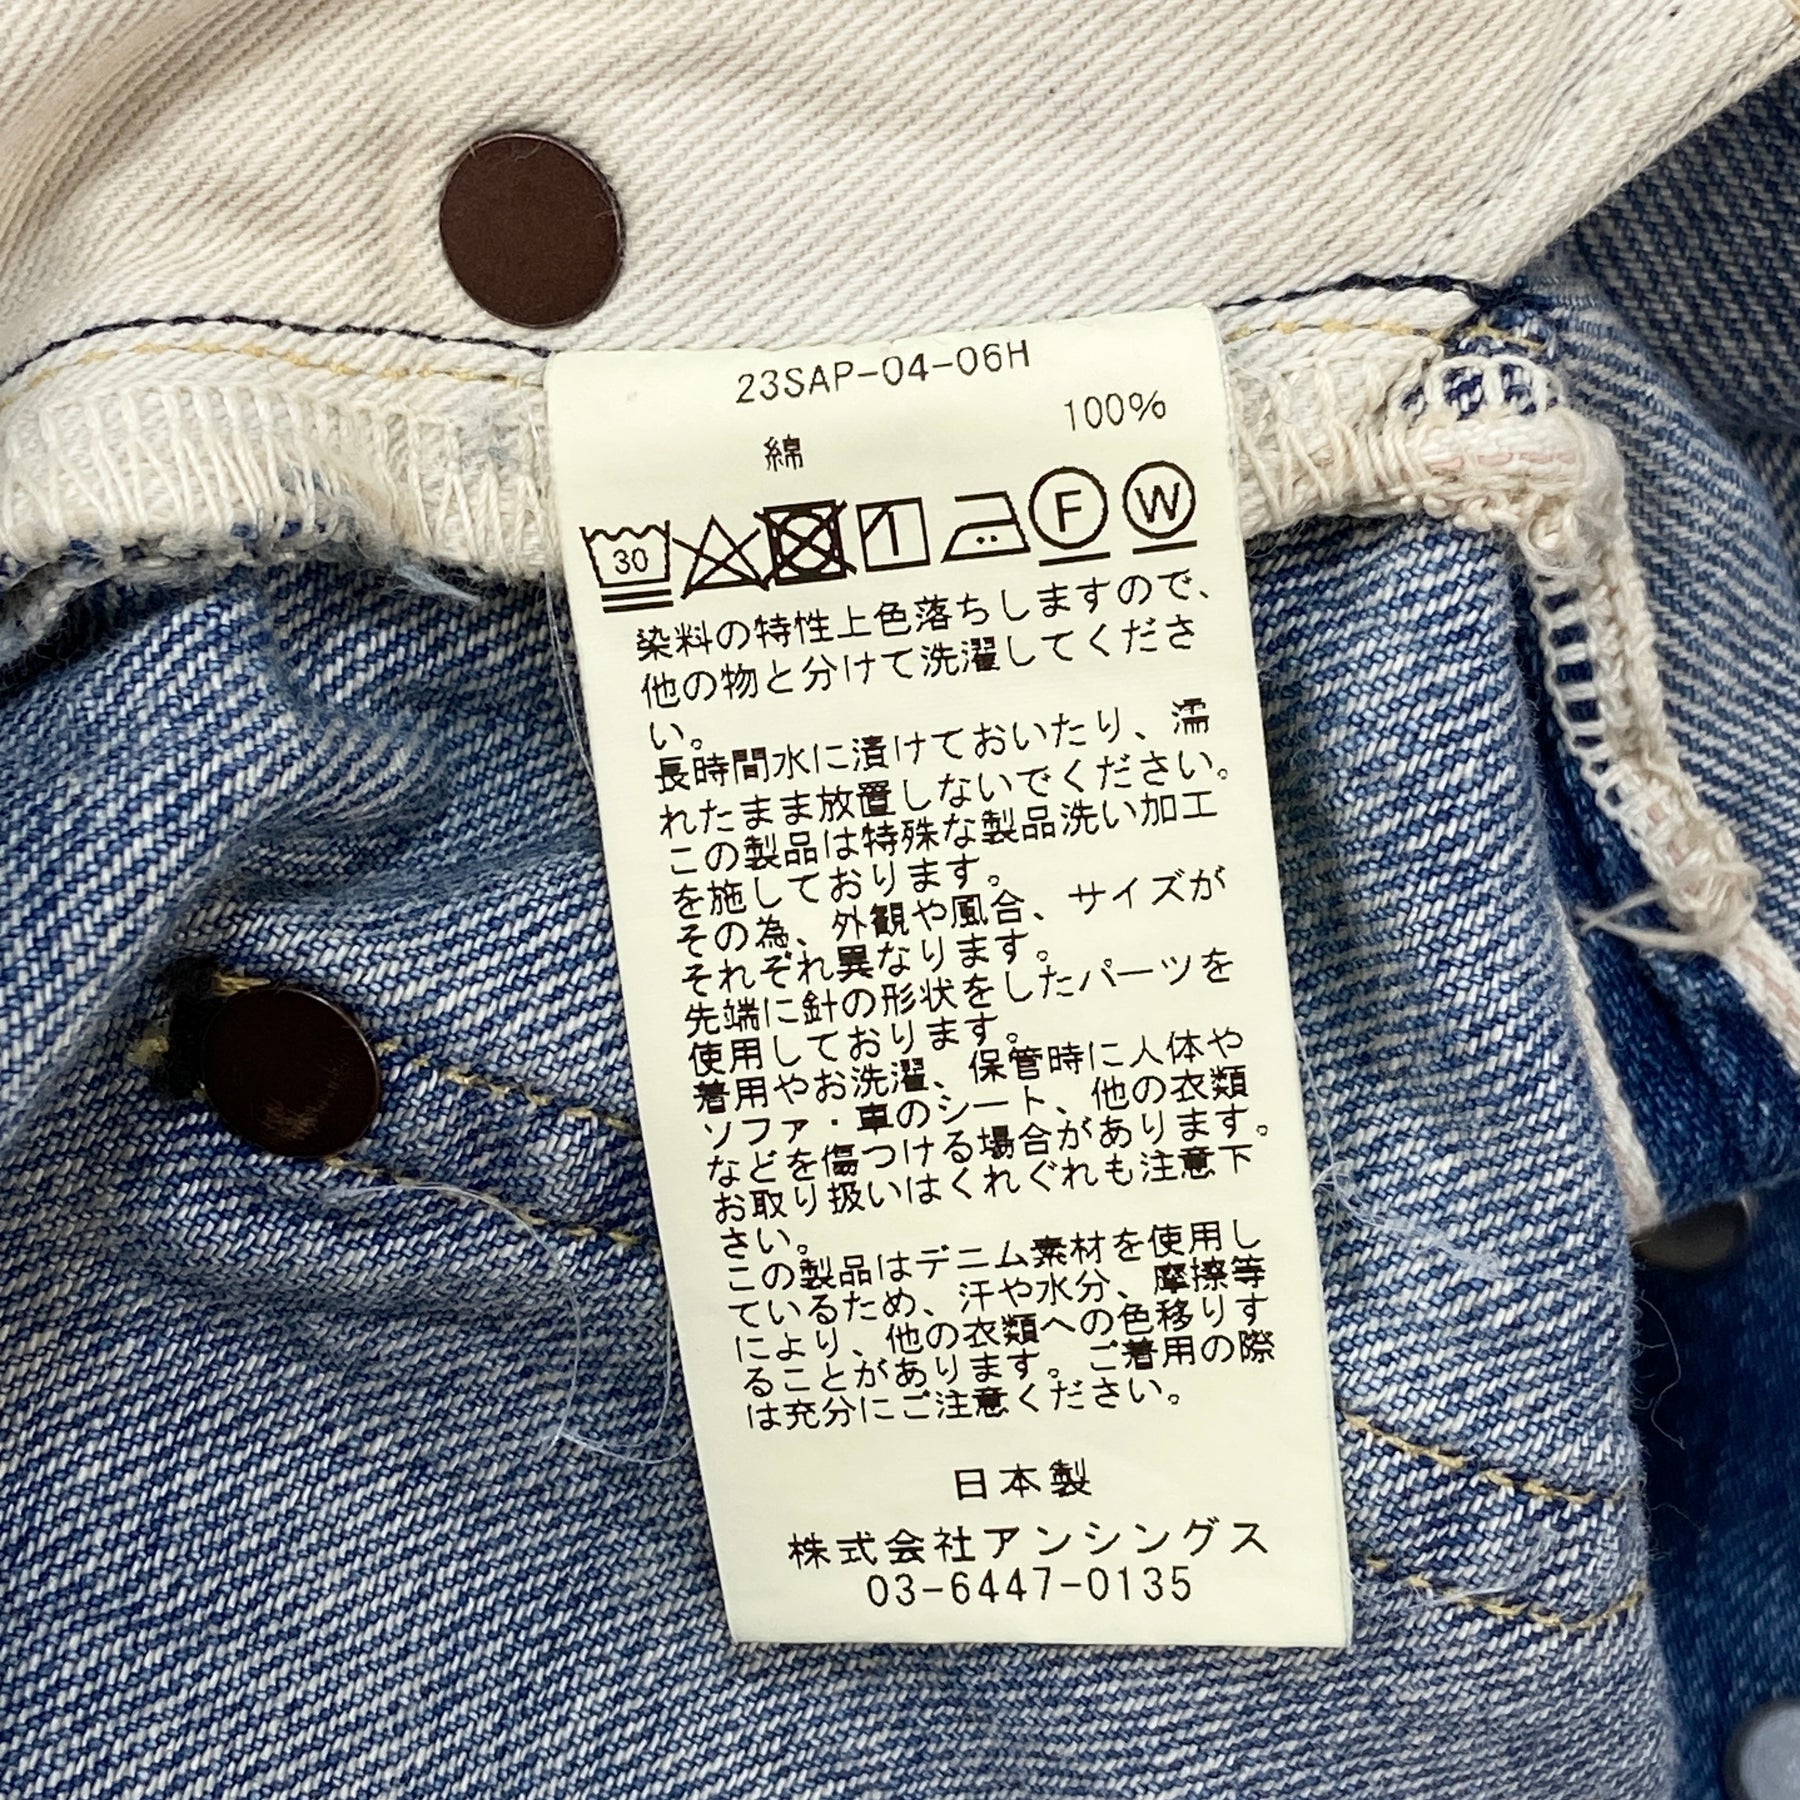 23SAP-04-06H
綿 100%
30 F W
染料の特性上色落ちしますので、
他の物と分けて洗濯してくださ
い。
長時間水に漬けておいたり、濡
れたまま放置しないでください。
この製品は特殊な製品洗い加工
を施しております。
その為、外観や風合、サイズが
それぞれ異なります。
先端に針の形状をしたパーツを
使用しております。
着用やお洗濯、保管時に人体や
ソファ・車のシート、他の衣類
などを傷つける場合があります。
お取り扱いはくれぐれも注意下
さい。
この製品はデニム素材を使用し
ているため、汗や水分、摩擦等
により、他の衣類への色移りす
ることがあります。ご着用の際
は充分にご注意ください。
日本製
株式会社アンシングス
03-6447-0135